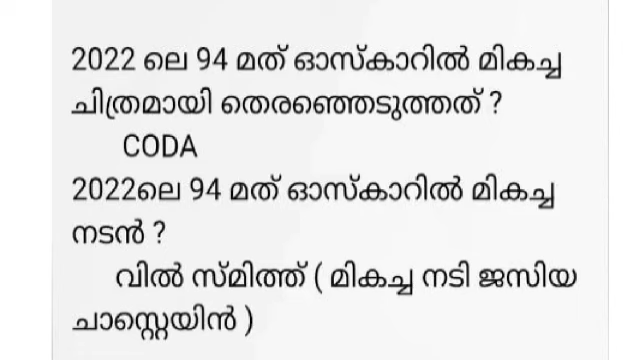 2022 ലെ 94 മത് ഓസ്കാറിൽ മികച്ച
ചിത്രമായി തെരഞ്ഞെടുത്തത് ?
CODA
2022ലെ 94 മത് ഓസ്കാറിൽ മികച്ച
നടൻ ?
വിൽ സ്മിത്ത് ( മികച്ച നടി ജസിയ
ചാസ്റ്റെയിൻ )